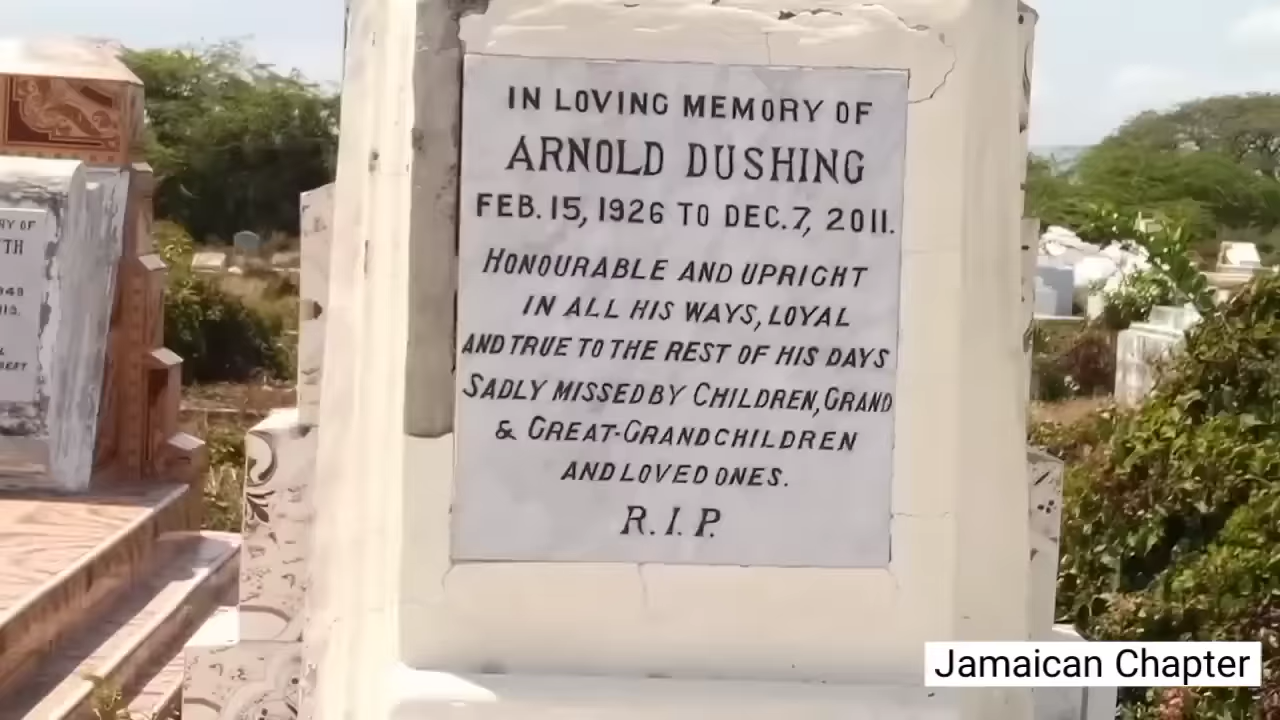 IN LOVING MEMORY OF
ARNOLD DUSHING
FEB. 15, 1926 TO DEC. 7, 2011.
HONOURABLE AND UPRIGHT
IN ALL HIS WAYS, LOYAL
AND TRUE TO THE REST OF HIS DAYS
SADLY MISSED BY CHILDREN, GRAND
& GREAT-GRANDCHILDREN
AND LOVED ONES.
R.I.P.
Jamaican Chapter